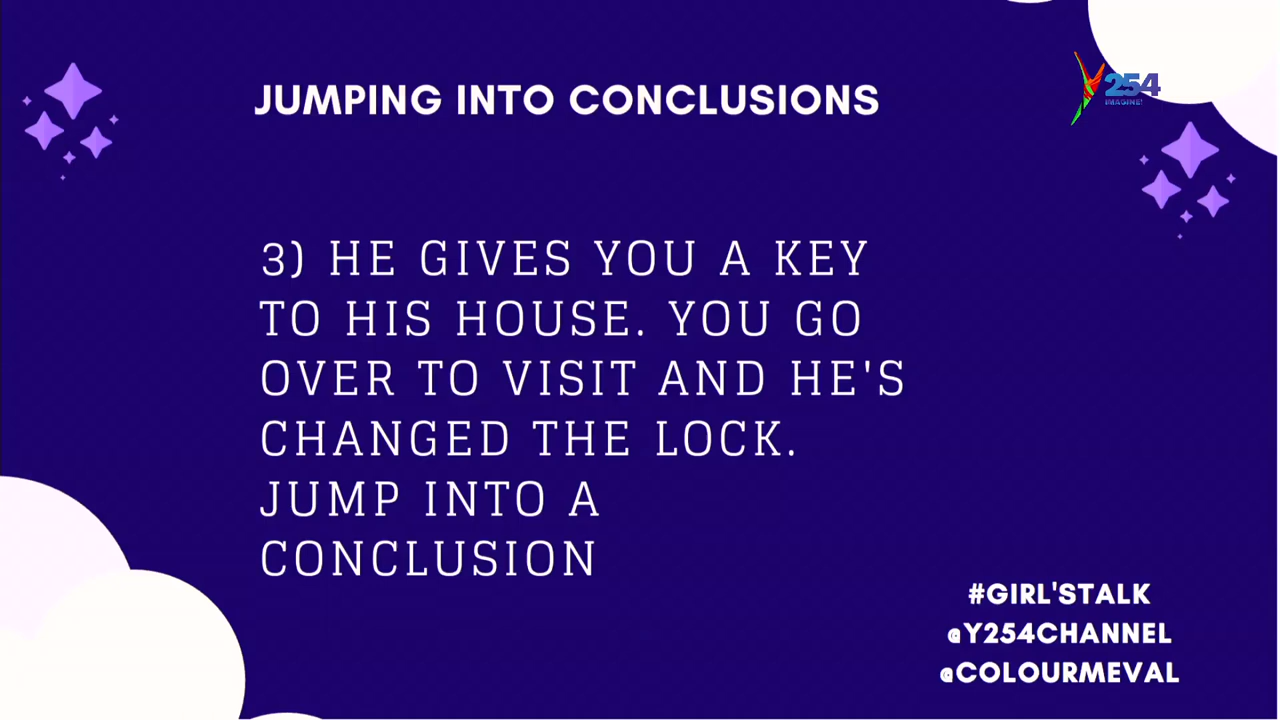 JUMPING INTO CONCLUSIONS
254
IMAGINE!
3) HE GIVES YOU A KEY
TO HIS HOUSE. YOU GO
OVER TO VISIT AND HE'S
CHANGED THE LOCK.
JUMP INTO A
CONCLUSION
#GIRL'STALK
@Y254CHANNEL
@COLOURMEVAL